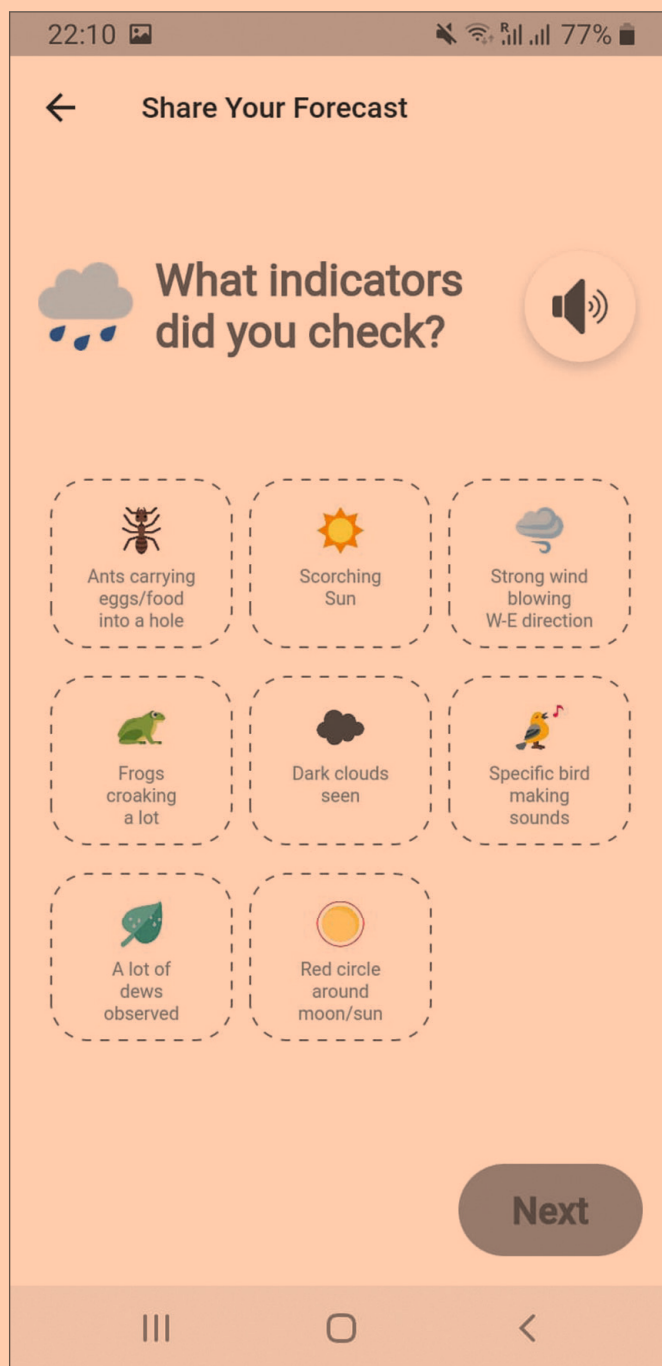 22:10
R
77%
Share Your Forecast
What indicators
did you check?
Ants carrying
eggs/food
into a hole
Scorching
Sun
Strong wind
blowing
W-E direction
Frogs
croaking
a lot
Dark clouds
seen
Specific bird
making
sounds
A lot of
dews
observed
Red circle
around
moon/sun
Next